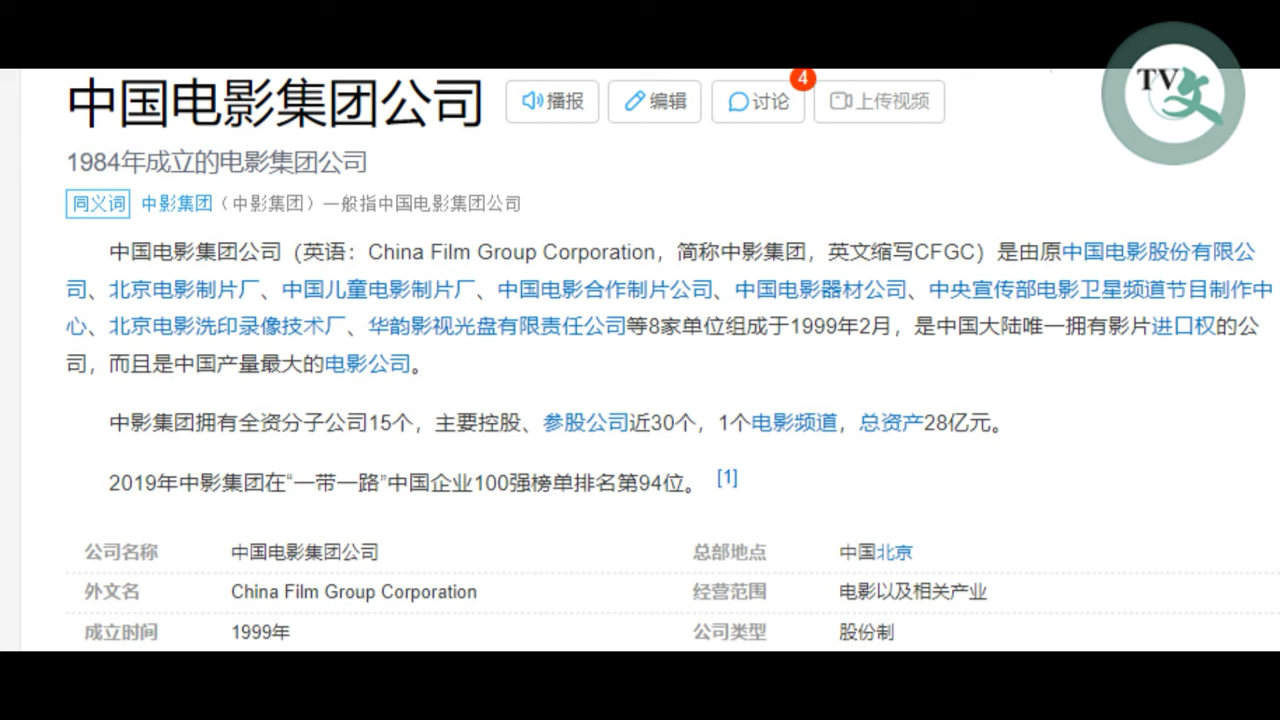 中国电影集团公司 播报 编辑 讨论 4 上传视频
TV文
1984年成立的电影集团公司
同义词 中影集团（中影集团）一般指中国电影集团公司
中国电影集团公司（英语：China Film Group Corporation，简称中影集团，英文缩写CFGC）是由原中国电影股份有限公
司、北京电影制片厂、中国儿童电影制片厂、中国电影合作制片公司、中国电影器材公司、中央宣传部电影卫星频道节目制作中
心、北京电影洗印录像技术厂、华韵影视光盘有限责任公司等8家单位组成于1999年2月，是中国大陆唯一拥有影片进口权的公
司，而且是中国产量最大的电影公司。
中影集团拥有全资分子公司15个，主要控股、参股公司近30个，1个电影频道，总资产28亿元。
2019年中影集团在“一带一路”中国企业100强榜单排名第94位。 [1]
公司名称 中国电影集团公司 总部地点 中国北京
外文名 China Film Group Corporation 经营范围 电影以及相关产业
成立时间 1999年 公司类型 股份制